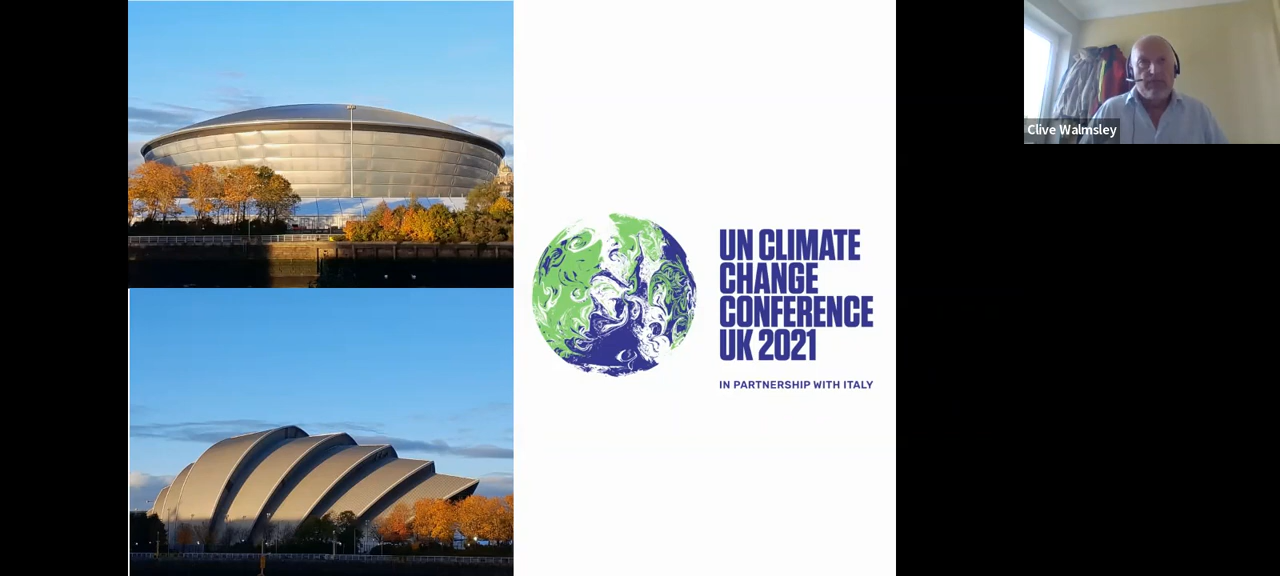 UN CLIMATE
CHANGE
CONFERENCE
UK 2021
IN PARTNERSHIP WITH ITALY
Clive Walmsley